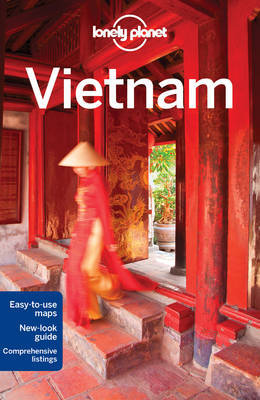 lonely planet
Vietnam
Easy-to-use
maps
New-look
guide
Comprehensive
listings